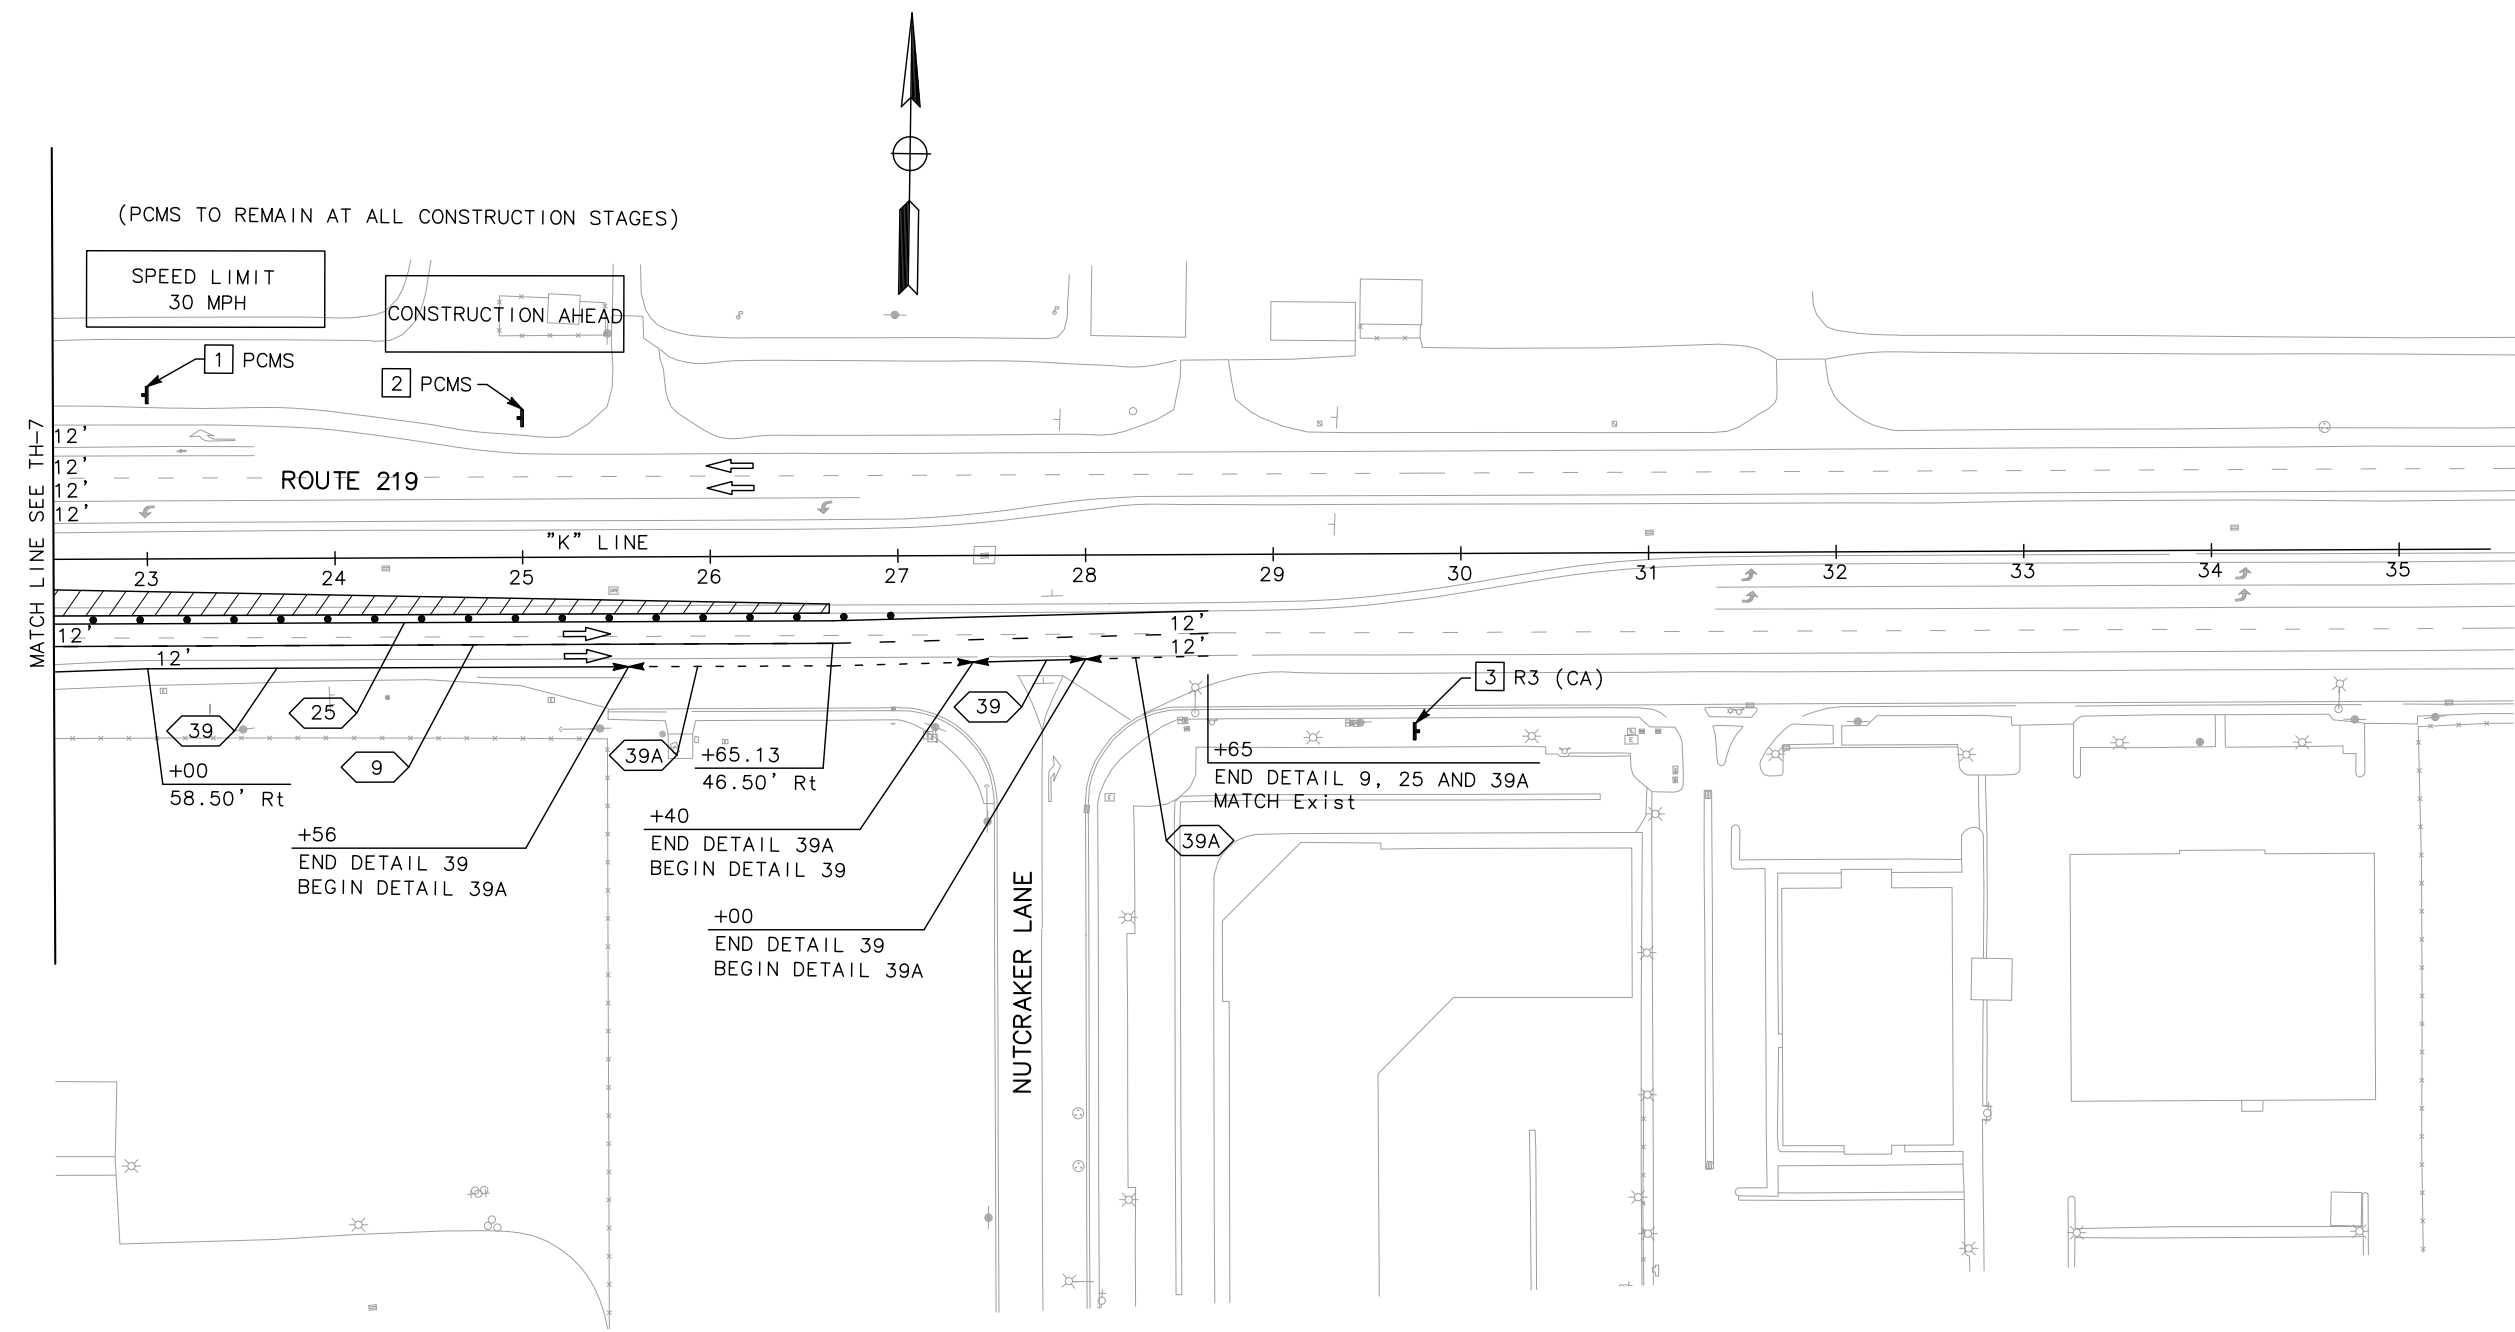 (PCMS TO REMAIN AT ALL CONSTRUCTION STAGES)
SPEED LIMIT
30 MPH
CONSTRUCTION AHEAD
1 PCMS
2 PCMS
MATCH LINE SEE TH-7
12'
12'
12'
12'
ROUTE 219
"K" LINE
23
24
25
26
27
28
29
30
31
32
33
34
35
12'
12'
12'
12'
39
25
9
39A
39
39A
3 R3 (CA)
+00
58.50' Rt
+56
END DETAIL 39
BEGIN DETAIL 39A
+65.13
46.50' Rt
+40
END DETAIL 39A
BEGIN DETAIL 39
+00
END DETAIL 39
BEGIN DETAIL 39A
+65
END DETAIL 9, 25 AND 39A
MATCH Exist
NUTCRAKER LANE